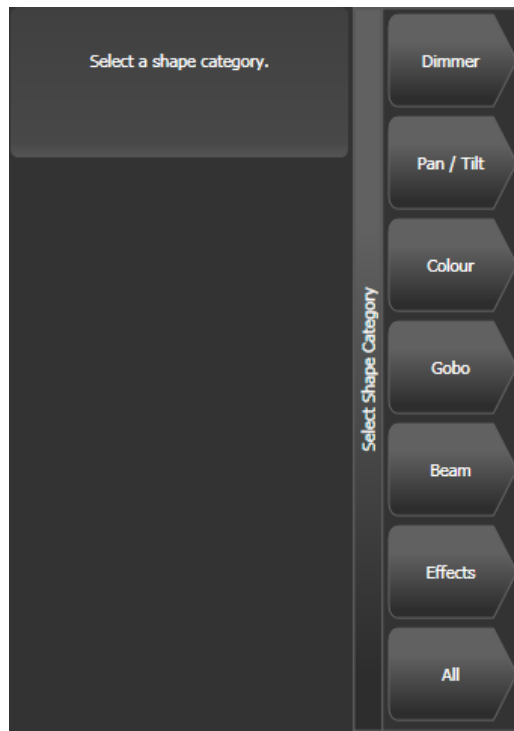 Select a shape category.
Select Shape Category
Dimmer
Pan / Tilt
Colour
Gobo
Beam
Effects
All